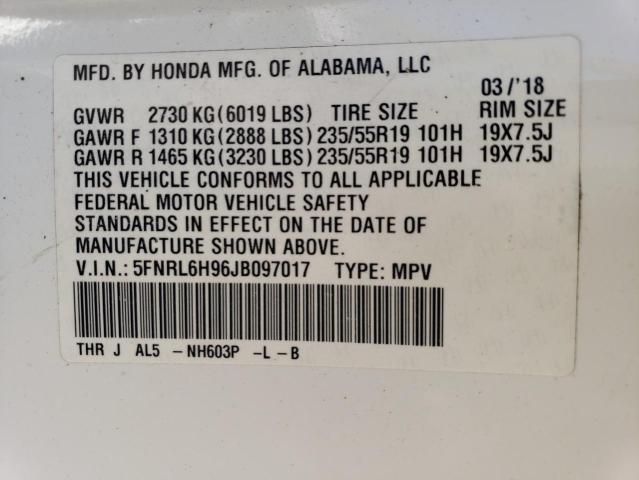 MFD. BY HONDA MFG. OF ALABAMA, LLC
03/'18
GVWR 2730 KG(6019 LBS) TIRE SIZE RIM SIZE
GAWR F 1310 KG(2888 LBS)235/55R19 101H 19X7.5J
GAWR R 1465 KG(3230 LBS)235/55R19 101H 19X7.5J
THIS VEHICLE CONFORMS TO ALL APPLICABLE
FEDERAL MOTOR VEHICLE SAFETY
STANDARDS IN EFFECT ON THE DATE OF
MANUFACTURE SHOWN ABOVE.
V.I.N.: 5FNRL6H96JB097017 TYPE: MPV
THR J AL5 -NH603P -L -B